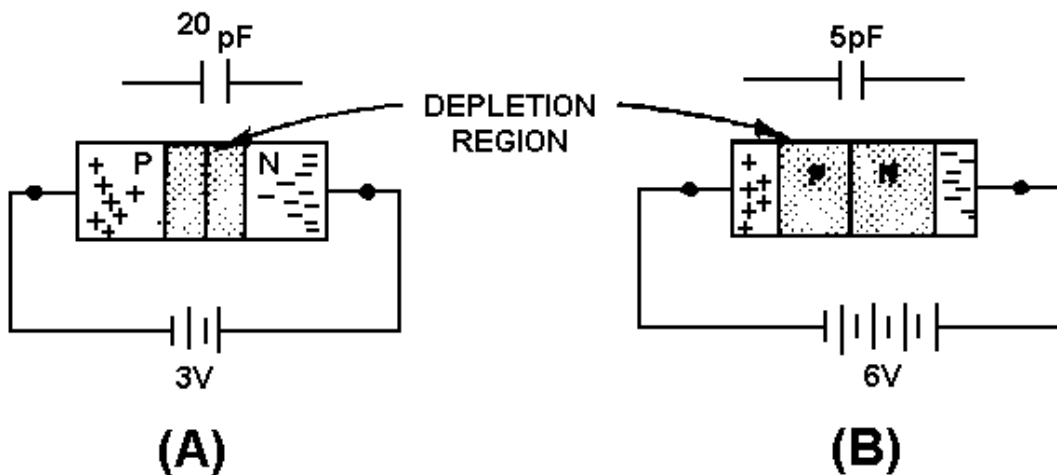 20 pF
5pF
DEPLETION
REGION
P
N
P
N
3V
6V
(A)
(B)